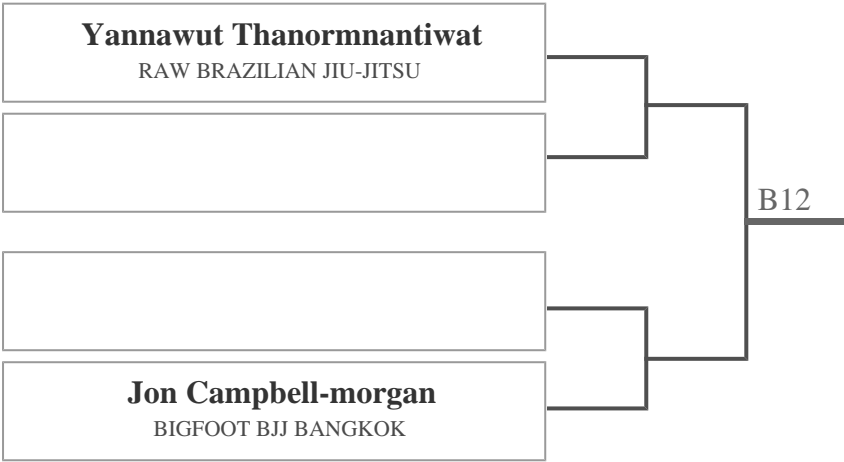 Yannawut Thanormnantiwat
RAW BRAZILIAN JIU-JITSU
B12
Jon Campbell-morgan
BIGFOOT BJJ BANGKOK